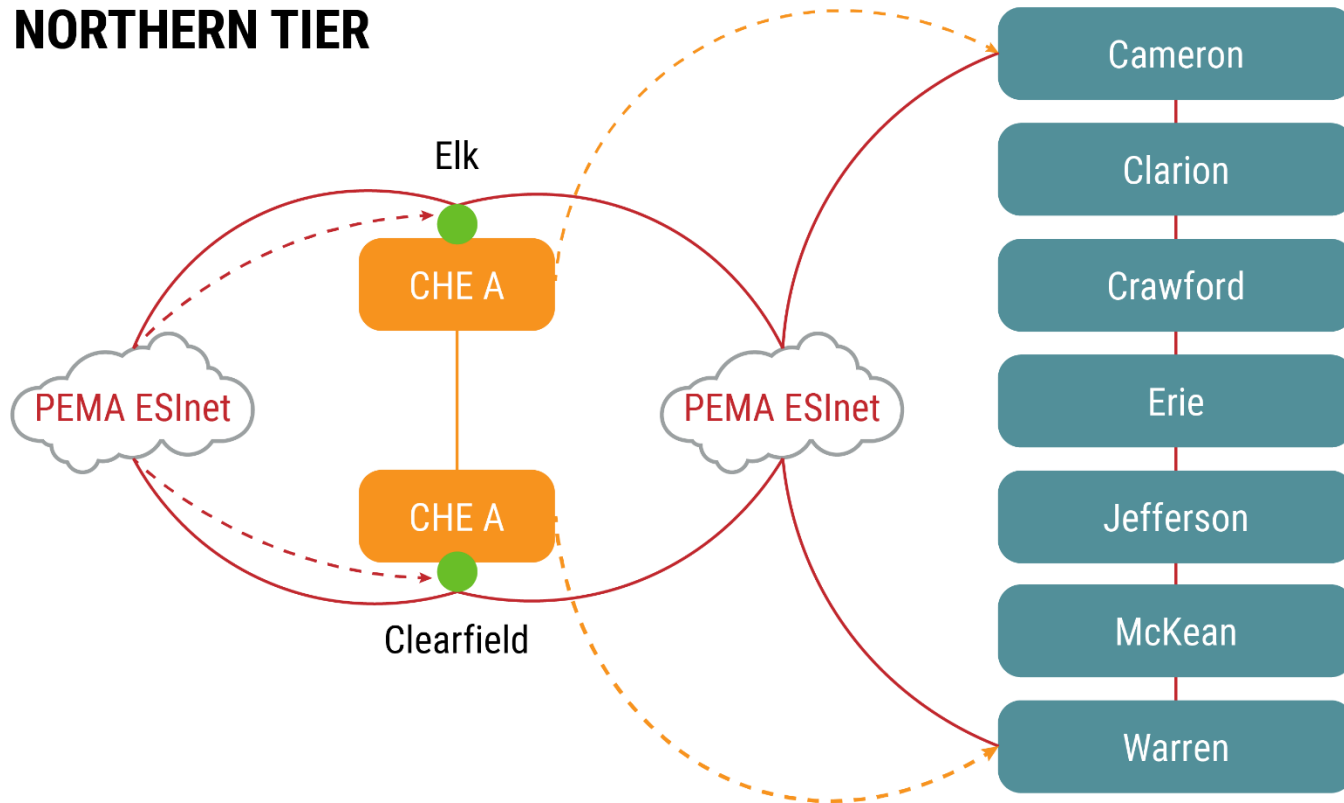 NORTHERN TIER
Elk
CHE A
PEMA ESInet
PEMA ESInet
CHE A
Clearfield
Cameron
Clarion
Crawford
Erie
Jefferson
McKean
Warren